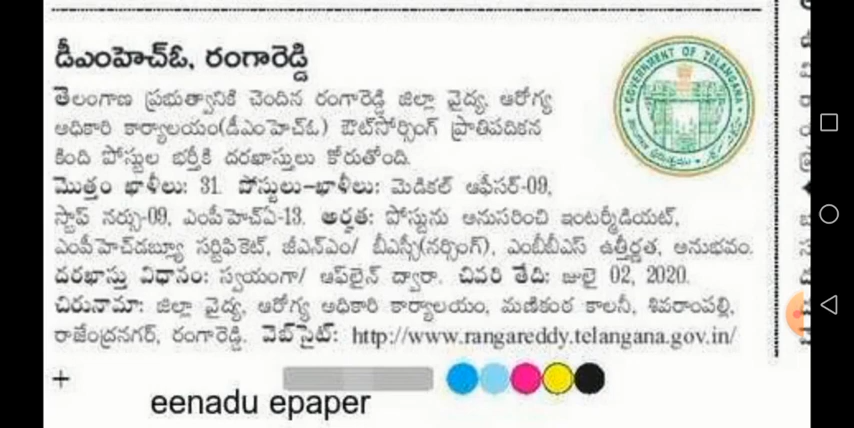 డీఎంహెచ్ఓ, రంగారెడ్డి
GOVERNMENT OF TELANGANA
తెలంగాణ ప్రభుత్వానికి చెందిన రంగారెడ్డి జిల్లా వైద్య, ఆరోగ్య
అధికారి కార్యాలయం(డీఎంహెచ్ఓ) ఔట్‌సోర్సింగ్ ప్రాతిపదికన
కింది పోస్టుల భర్తీకి దరఖాస్తులు కోరుతోంది.
మొత్తం ఖాళీలు: 31. పోస్టులు-ఖాళీలు: మెడికల్ ఆఫీసర్-09,
స్టాఫ్ నర్సు-09, ఎంపీహెచ్ఏ-13. అర్హత: పోస్టును అనుసరించి ఇంటర్మీడియట్,
ఎంపీహెచ్‌డబ్ల్యూ సర్టిఫికెట్, జీఎన్ఎం/ బీఎస్సీ(నర్సింగ్), ఎంబీబీఎస్ ఉత్తీర్ణత, అనుభవం.
దరఖాస్తు విధానం: స్వయంగా/ ఆఫ్‌లైన్ ద్వారా. చివరి తేది: జులై 02, 2020.
చిరునామా: జిల్లా వైద్య, ఆరోగ్య అధికారి కార్యాలయం, మణికంఠ కాలనీ, శివరాంపల్లి,
రాజేంద్రనగర్, రంగారెడ్డి. వెబ్‌సైట్: http://www.rangareddy.telangana.gov.in/
eenadu epaper